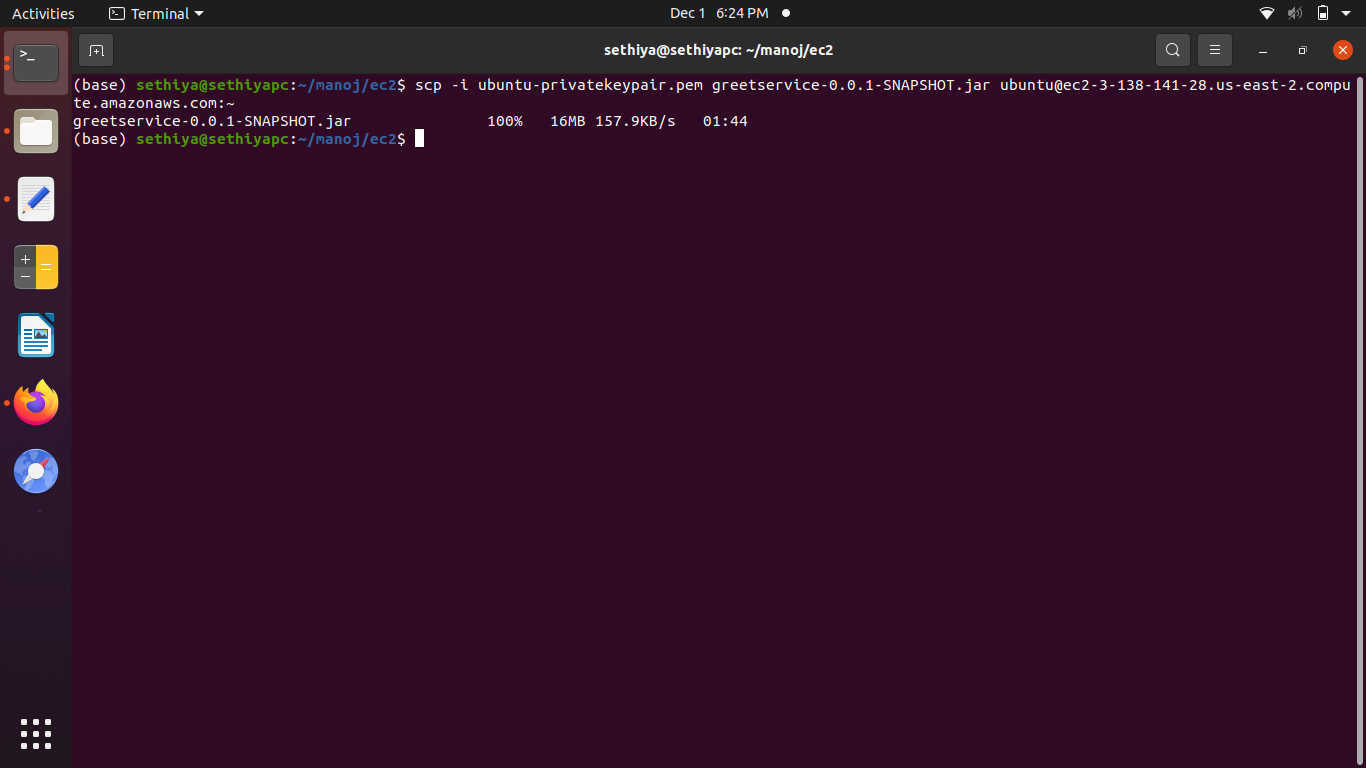 Activities Terminal Dec 1 6:24 PM
sethiya@sethiyapc: ~/manoj/ec2
(base) sethiya@sethiyapc:~/manoj/ec2$ scp -i ubuntu-privatekeypair.pem greetservice-0.0.1-SNAPSHOT.jar ubuntu@ec2-3-138-141-28.us-east-2.compu
te.amazonaws.com:~
greetservice-0.0.1-SNAPSHOT.jar 100% 16MB 157.9KB/s 01:44
(base) sethiya@sethiyapc:~/manoj/ec2$